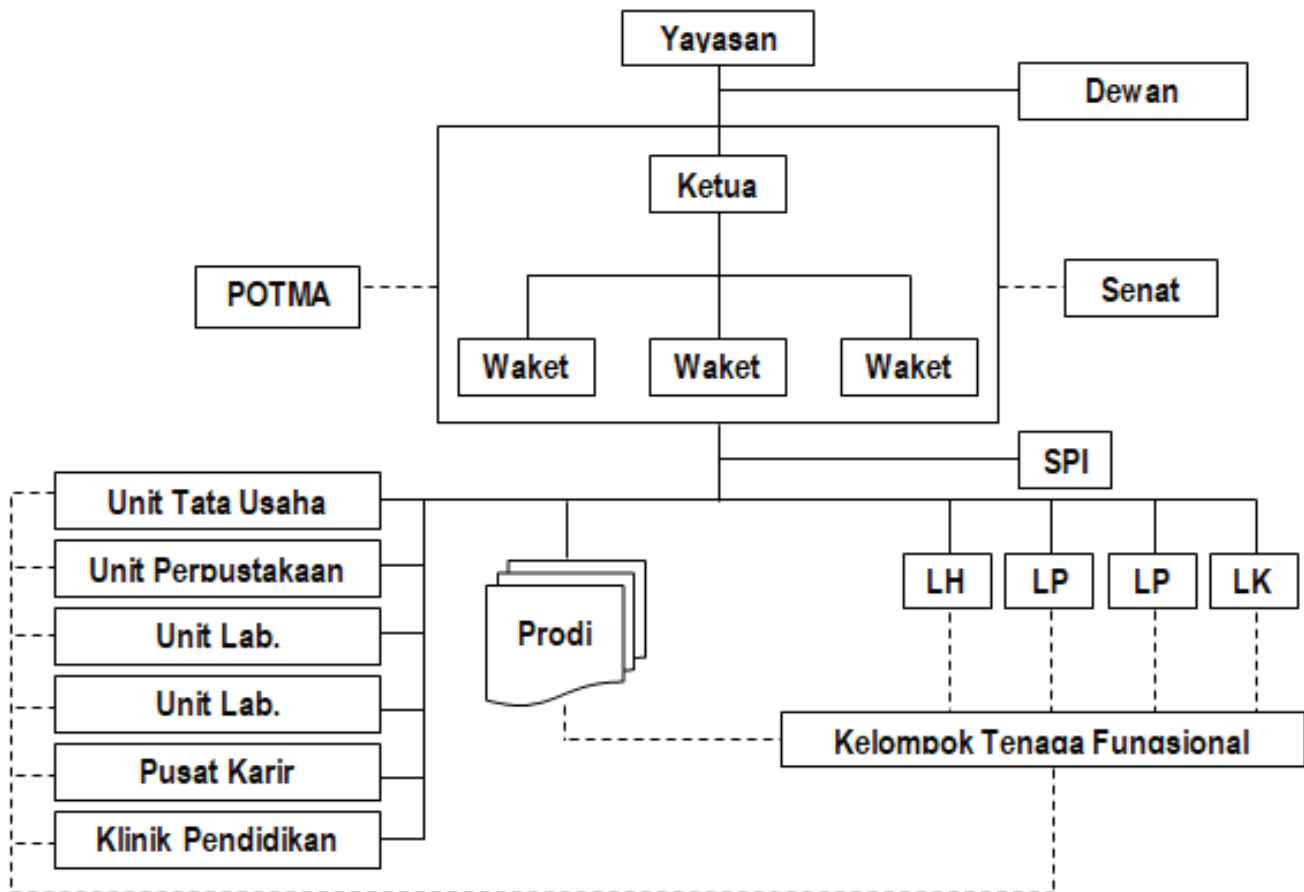 Yayasan
Dewan
Ketua
POTMA
Senat
Waket
Waket
Waket
SPI
Unit Tata Usaha
Unit Perpustakaan
Unit Lab.
Unit Lab.
Pusat Karir
Klinik Pendidikan
Prodi
LH
LP
LP
LK
Kelompok Tenaga Fungsional